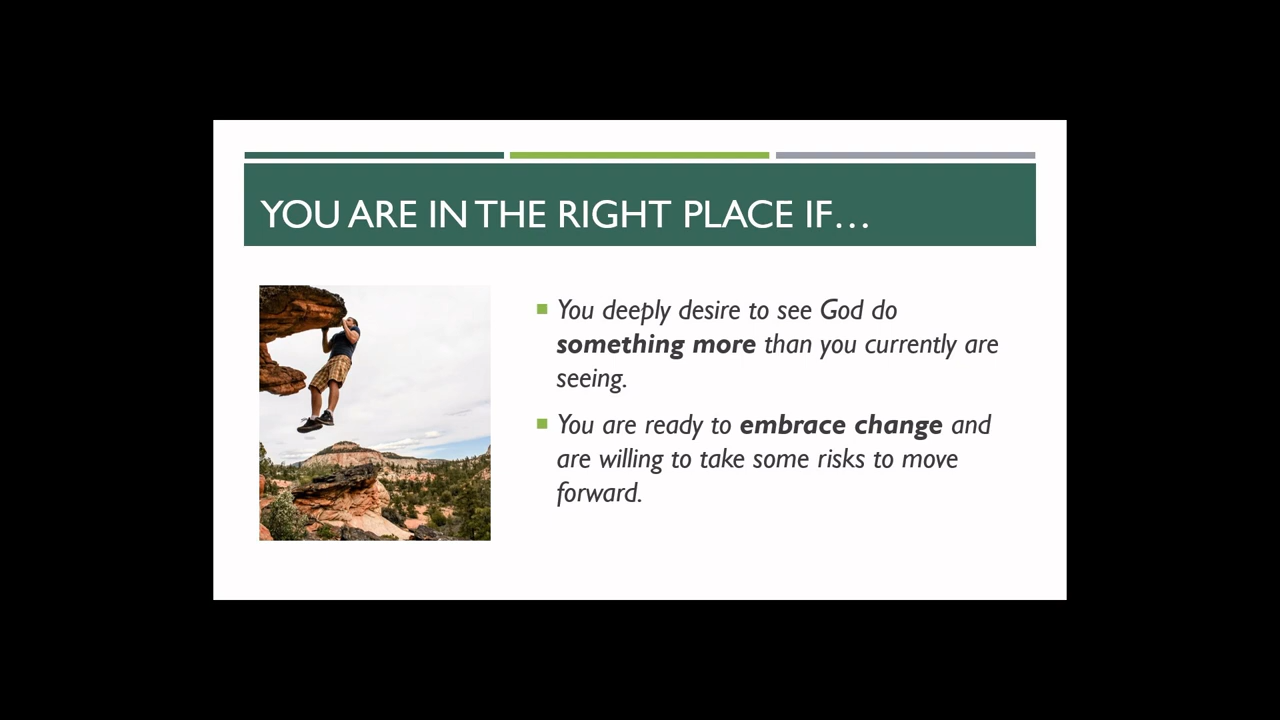 YOU ARE IN THE RIGHT PLACE IF…
You deeply desire to see God do
something more than you currently are
seeing.
You are ready to embrace change and
are willing to take some risks to move
forward.